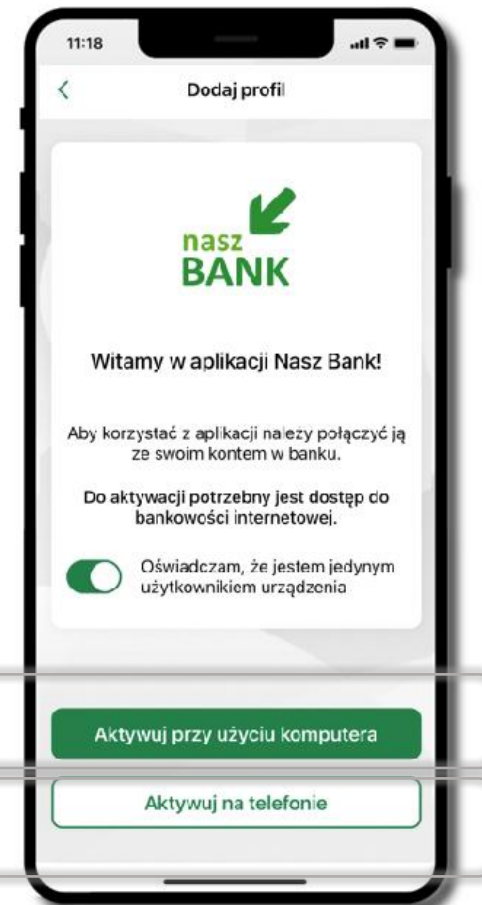 11:18
Dodaj profil
nasz
BANK
Witamy w aplikacji Nasz Bank!
Aby korzystać z aplikacji należy połączyć ją
ze swoim kontem w banku.
Do aktywacji potrzebny jest dostęp do
bankowości internetowej.
Oświadczam, że jestem jedynym
użytkownikiem urządzenia
Aktywuj przy użyciu komputera
Aktywuj na telefonie